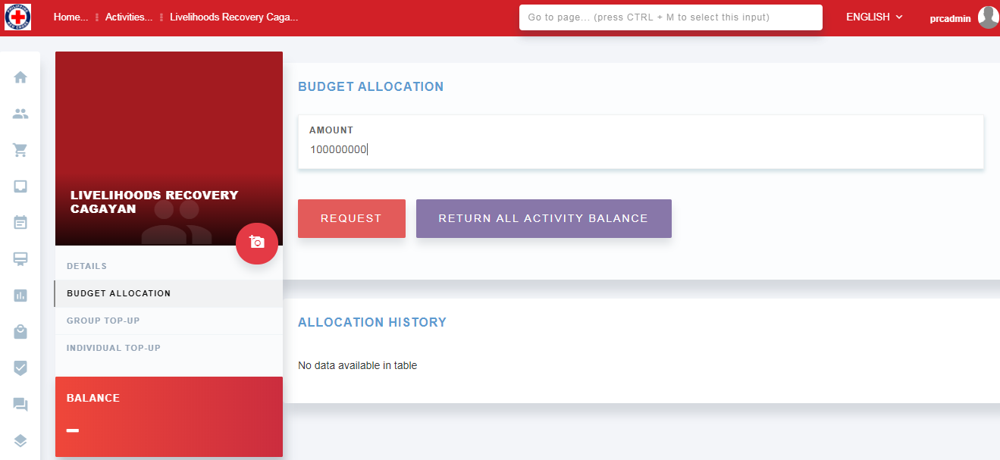 Home... Activities... Livelihoods Recovery Caga...
Go to page... (press CTRL + M to select this input)
ENGLISH
prcadmin
LIVELIHOODS RECOVERY
CAGAYAN
DETAILS
BUDGET ALLOCATION
GROUP TOP-UP
INDIVIDUAL TOP-UP
BALANCE
BUDGET ALLOCATION
AMOUNT
100000000
REQUEST
RETURN ALL ACTIVITY BALANCE
ALLOCATION HISTORY
No data available in table